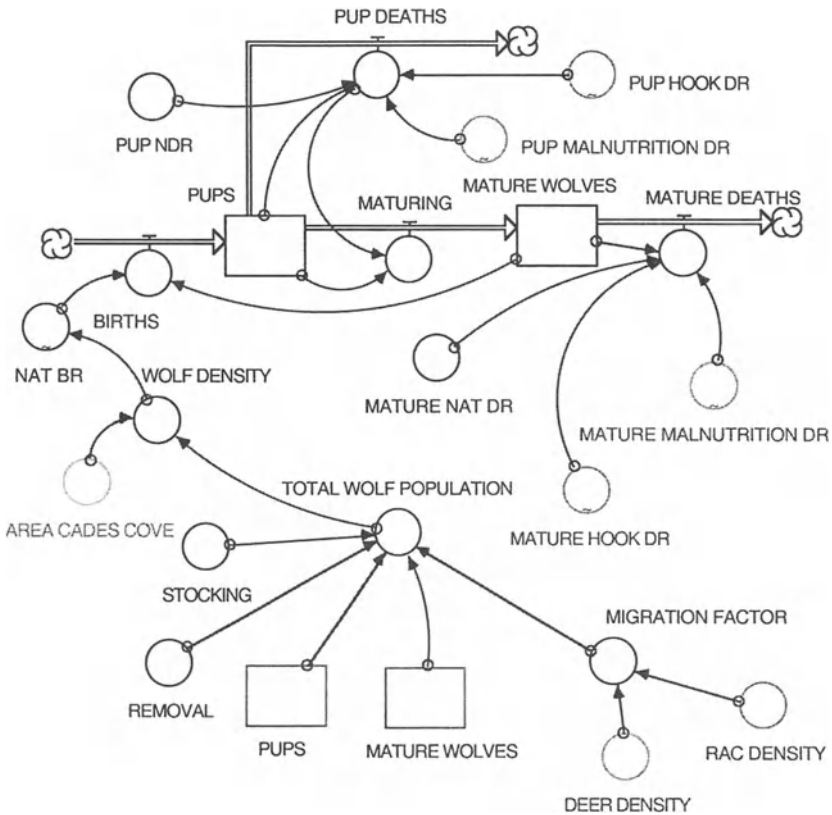 PUP DEATHS
PUP HOOK DR
PUP NDR
PUP MALNUTRITION DR
PUPS
MATURING
MATURE WOLVES
MATURE DEATHS
BIRTHS
NAT BR
WOLF DENSITY
MATURE NAT DR
MATURE MALNUTRITION DR
AREA CADES COVE
TOTAL WOLF POPULATION
MATURE HOOK DR
STOCKING
MIGRATION FACTOR
REMOVAL
PUPS
MATURE WOLVES
RAC DENSITY
DEER DENSITY